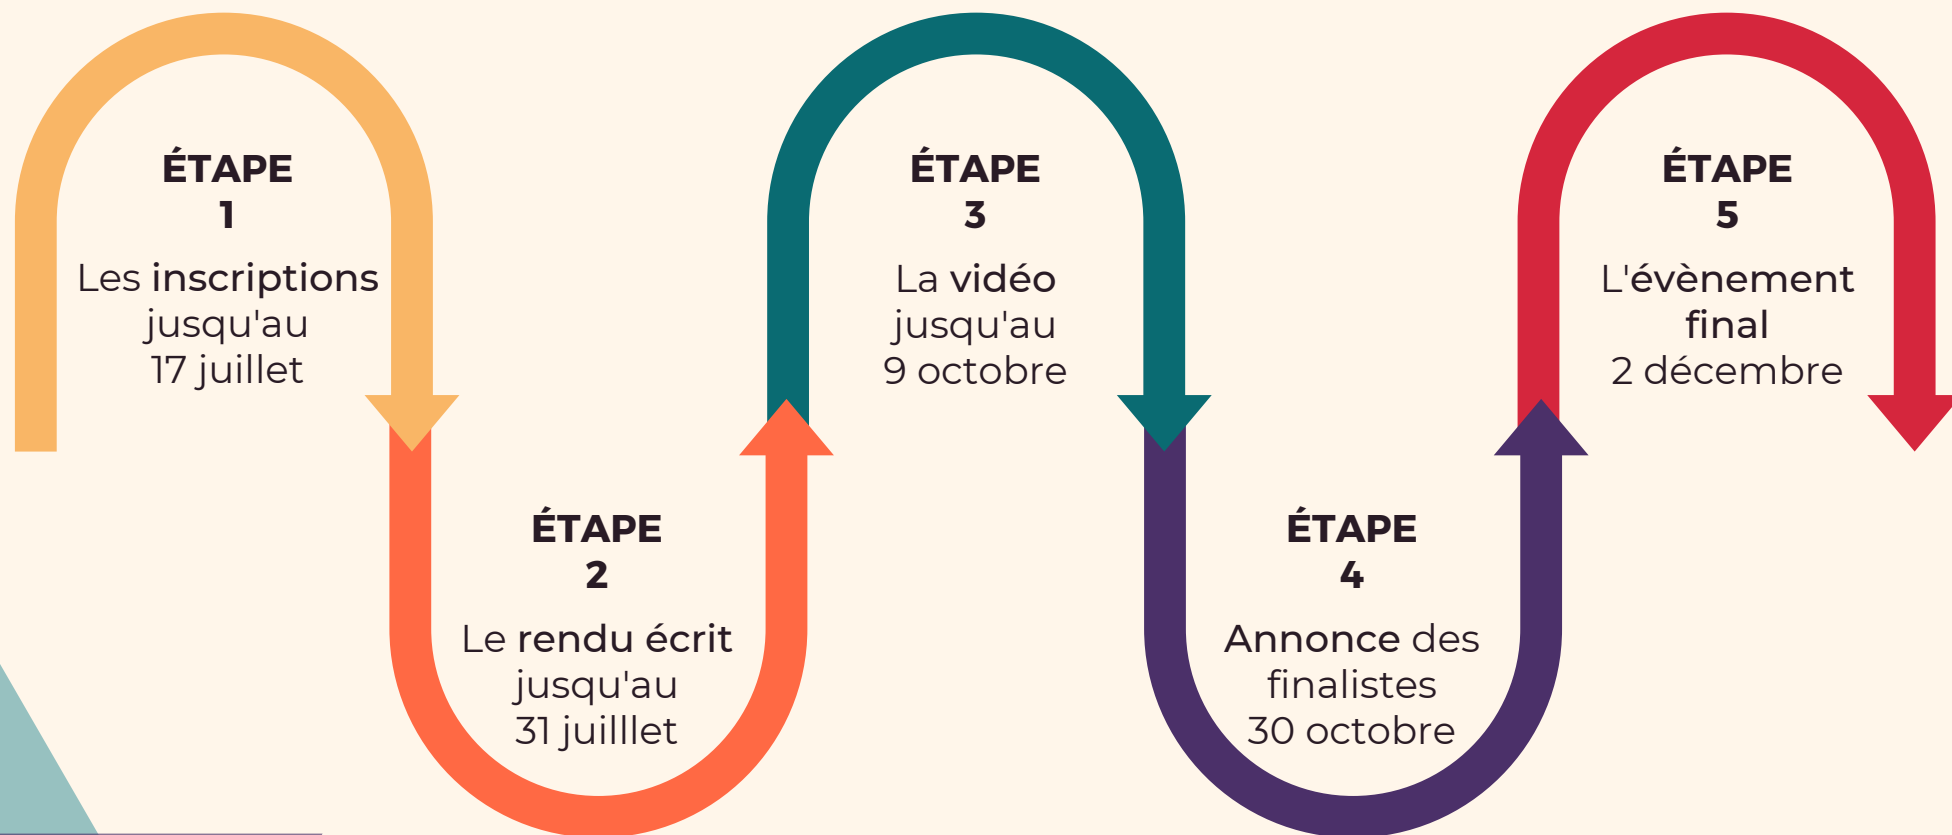 ÉTAPE
1
Les inscriptions
jusqu'au
17 juillet
ÉTAPE
2
Le rendu écrit
jusqu'au
31 juilllet
ÉTAPE
3
La vidéo
jusqu'au
9 octobre
ÉTAPE
4
Annonce des
finalistes
30 octobre
ÉTAPE
5
L'évènement
final
2 décembre